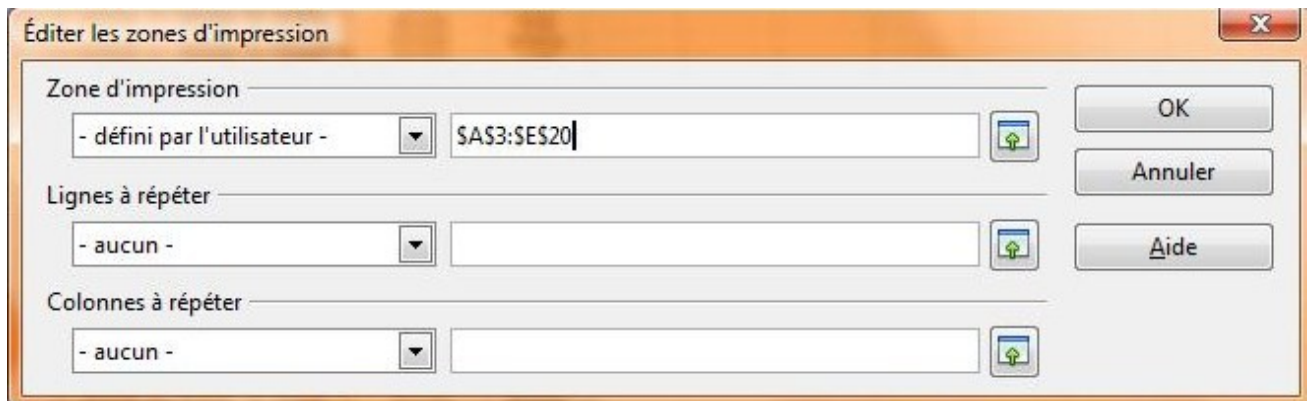 Éditer les zones d'impression
Zone d'impression
- défini par l'utilisateur -
$A$3:$E$20
OK
Annuler
Lignes à répéter
- aucun -
Aide
Colonnes à répéter
- aucun -